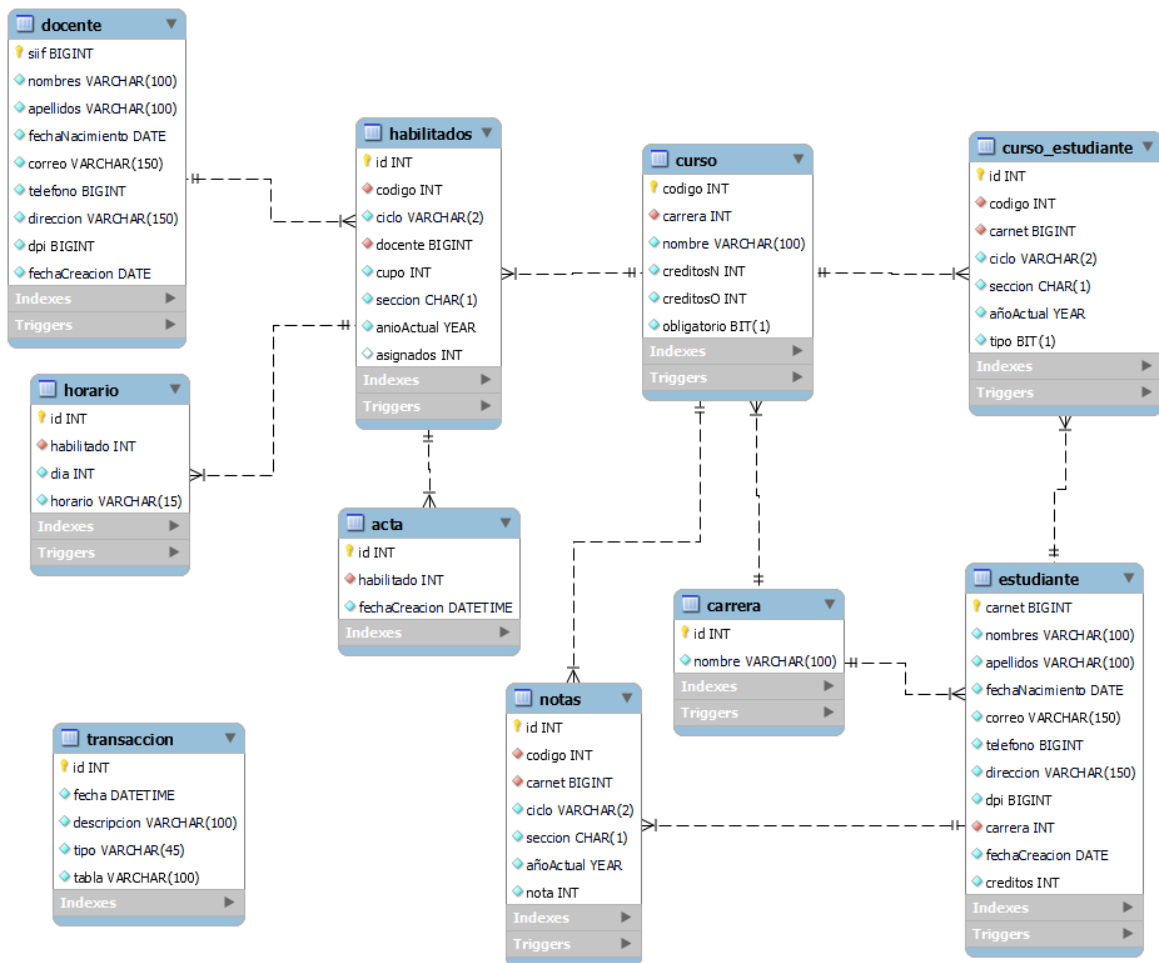 docente
siif BIGINT
nombres VARCHAR(100)
apellidos VARCHAR(100)
fechaNacimiento DATE
correo VARCHAR(150)
telefono BIGINT
direccion VARCHAR(150)
dpi BIGINT
fechaCreacion DATE
Indexes
Triggers
habilitados
id INT
codigo INT
ciclo VARCHAR(2)
docente BIGINT
cupo INT
seccion CHAR(1)
anioActual YEAR
asignados INT
Indexes
Triggers
curso
codigo INT
carrera INT
nombre VARCHAR(100)
creditosN INT
creditosO INT
obligatorio BIT(1)
Indexes
Triggers
curso_estudiante
id INT
codigo INT
carnet BIGINT
ciclo VARCHAR(2)
seccion CHAR(1)
añoActual YEAR
tipo BIT(1)
Indexes
Triggers
horario
id INT
habilitado INT
dia INT
horario VARCHAR(15)
Indexes
Triggers
acta
id INT
habilitado INT
fechaCreacion DATETIME
Indexes
carrera
id INT
nombre VARCHAR(100)
Indexes
Triggers
estudiante
carnet BIGINT
nombres VARCHAR(100)
apellidos VARCHAR(100)
fechaNacimiento DATE
correo VARCHAR(150)
telefono BIGINT
direccion VARCHAR(150)
dpi BIGINT
carrera INT
fechaCreacion DATE
creditos INT
Indexes
Triggers
transaccion
id INT
fecha DATETIME
descripcion VARCHAR(100)
tipo VARCHAR(45)
tabla VARCHAR(100)
Indexes
notas
id INT
codigo INT
carnet BIGINT
ciclo VARCHAR(2)
seccion CHAR(1)
añoActual YEAR
nota INT
Indexes
Triggers